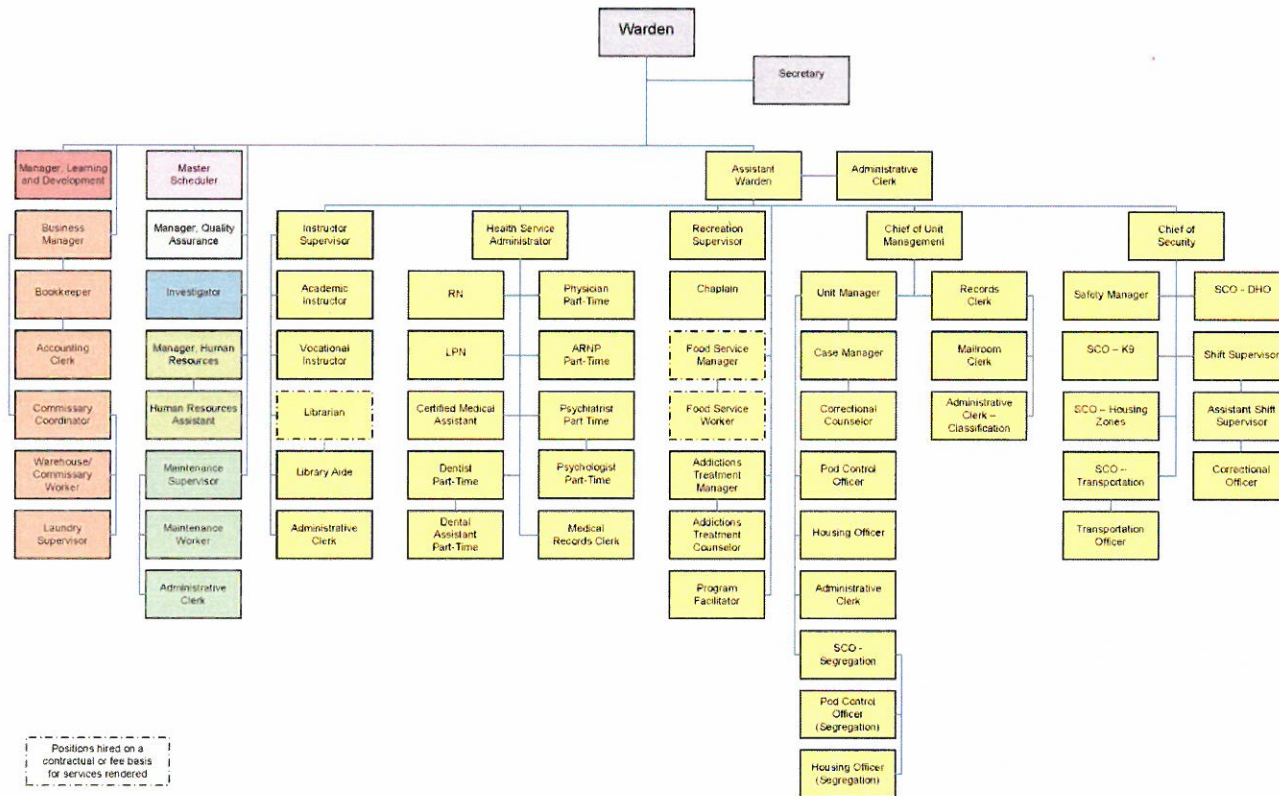 Warden
Secretary
Manager, Learning
and Development
Master
Scheduler
Assistant
Warden
Administrative
Clerk
Business
Manager
Manager, Quality
Assurance
Instructor
Supervisor
Health Service
Administrator
Recreation
Supervisor
Chief of Unit
Management
Chief of
Security
Bookkeeper
Investigator
Academic
Instructor
RN
Physician
Part-Time
Chaplain
Unit Manager
Records
Clerk
Safety Manager
SCO - DHO
Accounting
Clerk
Manager, Human
Resources
Vocational
Instructor
LPN
ARNP
Part-Time
Food Service
Manager
Case Manager
Mailroom
Clerk
SCO – K9
Shift Supervisor
Commissary
Coordinator
Human Resources
Assistant
Librarian
Certified Medical
Assistant
Psychiatrist
Part Time
Food Service
Worker
Correctional
Counselor
Administrative
Clerk –
Classification
SCO – Housing
Zones
Assistant Shift
Supervisor
Warehouse/
Commissary
Worker
Maintenance
Supervisor
Library Aide
Dentist
Part-Time
Psychologist
Part-Time
Addictions
Treatment
Manager
Pod Control
Officer
SCO –
Transportation
Correctional
Officer
Laundry
Supervisor
Maintenance
Worker
Administrative
Clerk
Dental
Assistant
Part-Time
Medical
Records Clerk
Addictions
Treatment
Counselor
Housing Officer
Transportation
Officer
Administrative
Clerk
Program
Facilitator
Administrative
Clerk
SCO -
Segregation
Pod Control
Officer
(Segregation)
Housing Officer
(Segregation)
Positions hired on a
contractual or fee basis
for services rendered